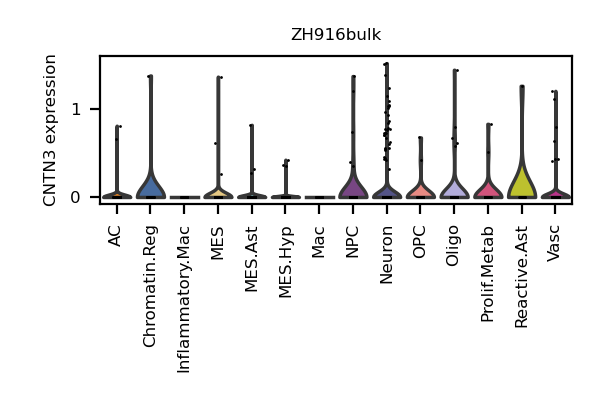 ZH916bulk
CNTN3 expression
1
0
AC
Chromatin.Reg
Inflammatory.Mac
MES
MES.Ast
MES.Hyp
Mac
NPC
Neuron
OPC
Oligo
Prolif.Metab
Reactive.Ast
Vasc